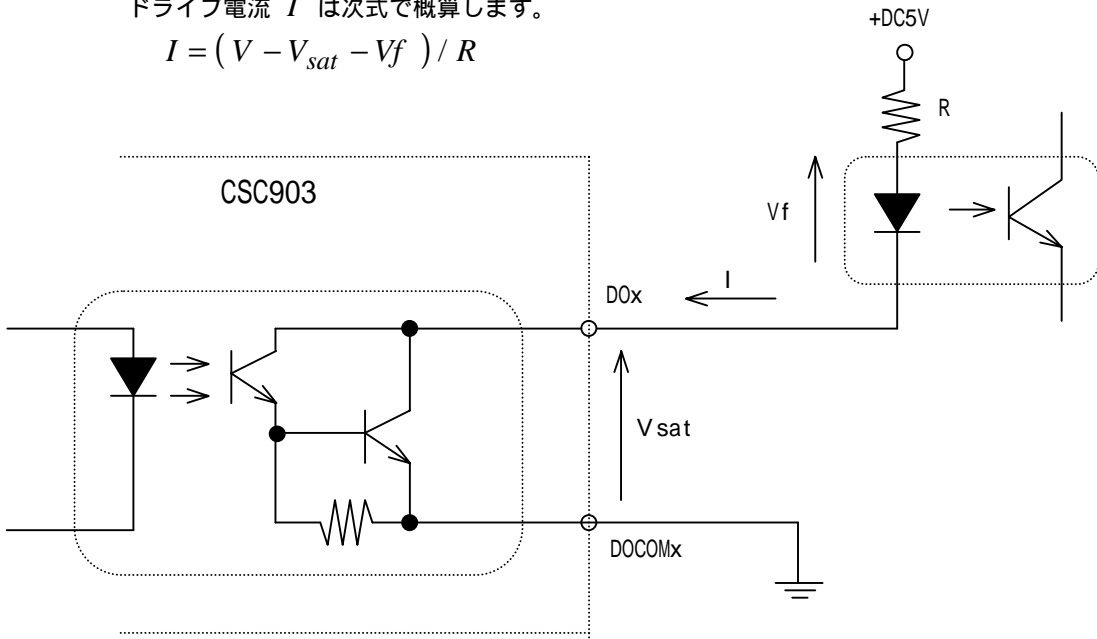 ドライブ電流 I は次式で概算します。
I = ( V − Vsat − Vf ) / R
+DC5V
R
CSC903
Vf
DOx
I
Vsat
DOCOMx